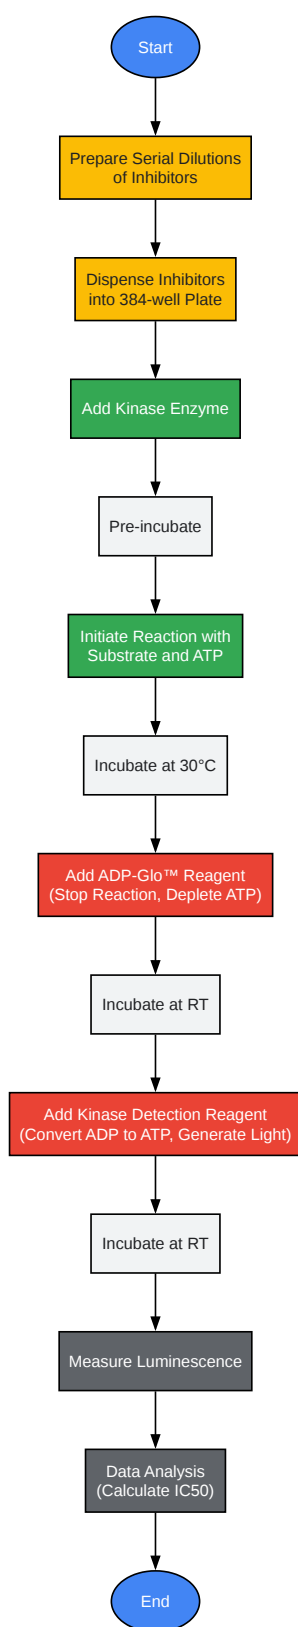 Start
Prepare Serial Dilutions
of Inhibitors
Dispense Inhibitors
into 384-well Plate
Add Kinase Enzyme
Pre-incubate
Initiate Reaction with
Substrate and ATP
Incubate at 30°C
Add ADP-Glo™ Reagent
(Stop Reaction, Deplete ATP)
Incubate at RT
Add Kinase Detection Reagent
(Convert ADP to ATP, Generate Light)
Incubate at RT
Measure Luminescence
Data Analysis
(Calculate IC50)
End